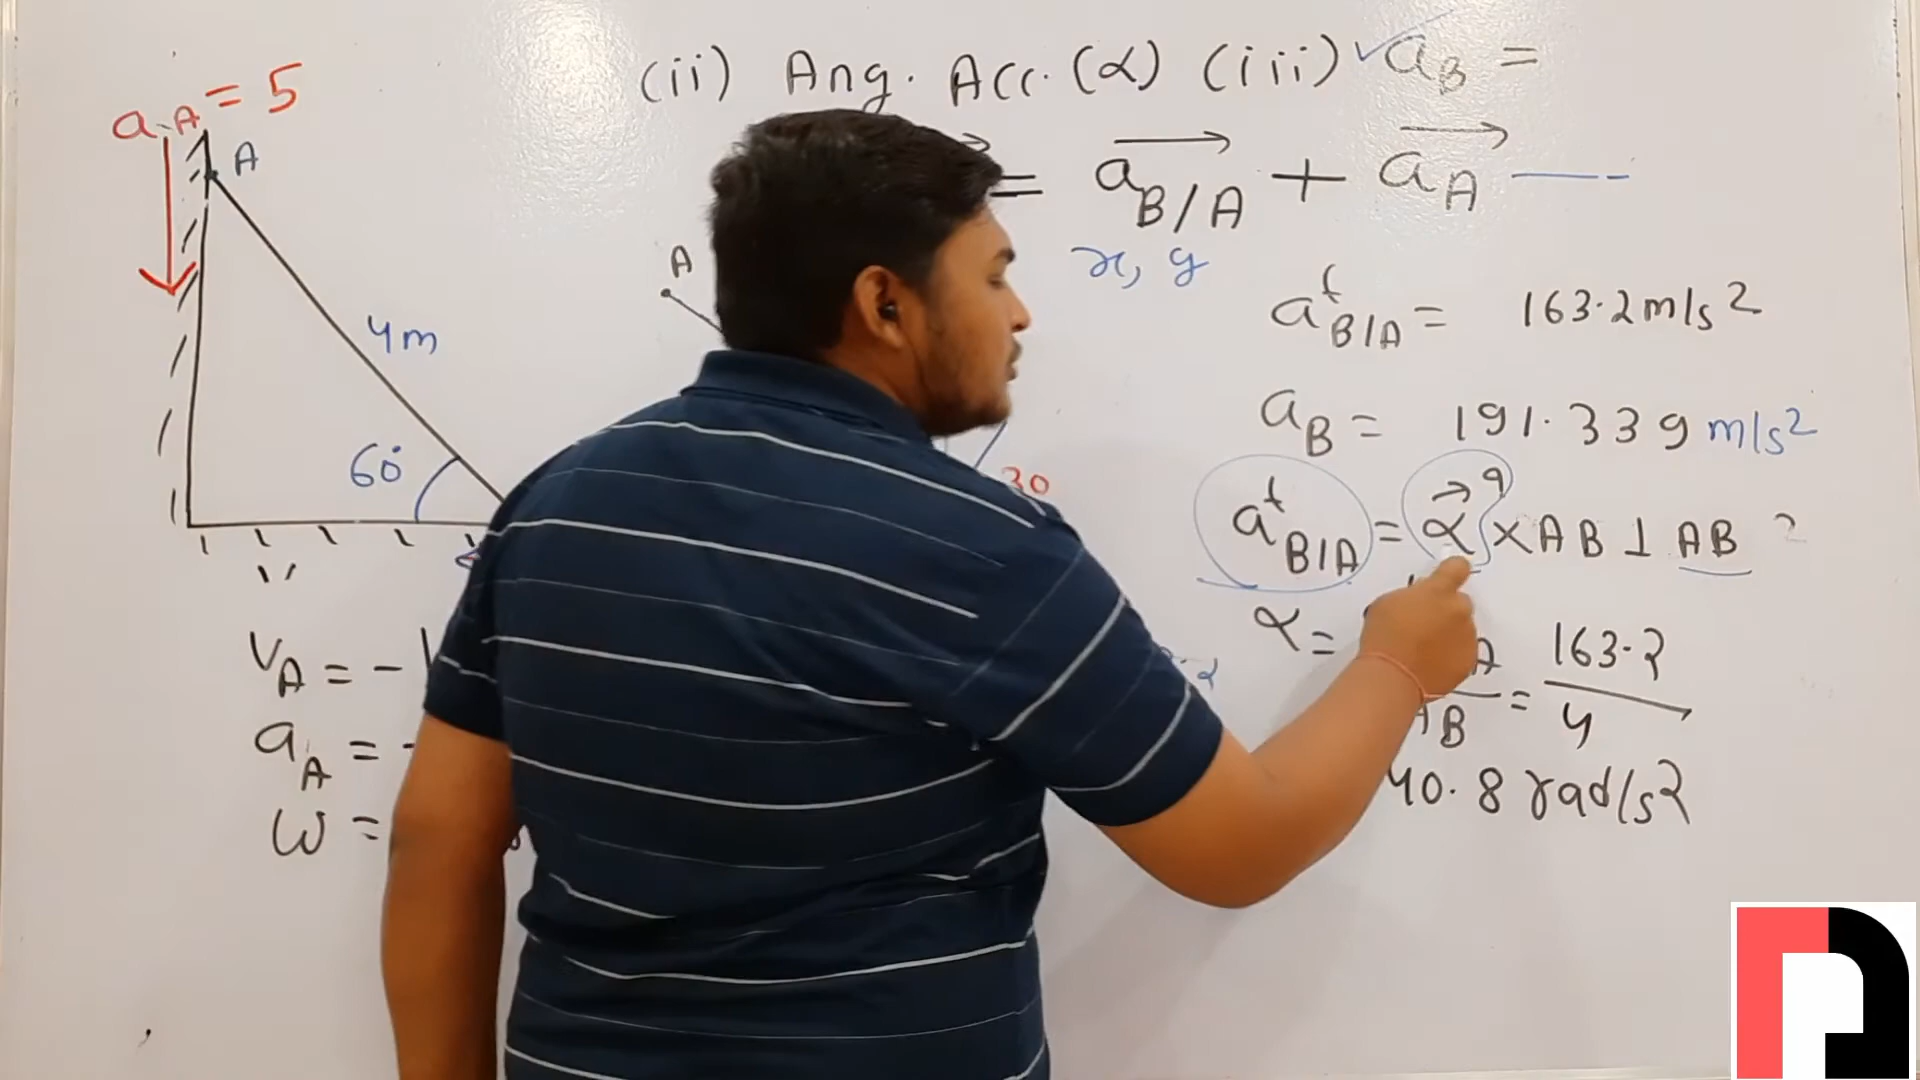 (ii) Ang. Acc. (α) (iii) ✓ a_B =
= a_B/A + a_A
x, y
a_A = 5
A
4m
60°
A
30
a^t_B/A = 163.2 m/s²
a_B = 191.339 m/s²
a^t_B/A = α × AB ⊥ AB
α = = 163.2 / 4
AB
40.8 rad/s²
V_A = -
a_A = -
ω =